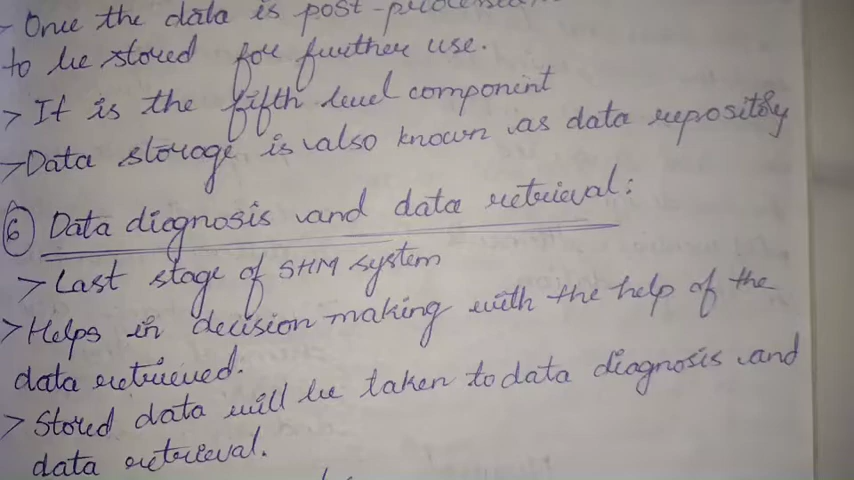 - Once the data is post-processed
to be stored for further use.
> It is the fifth level component
> Data storage is also known as data repository
⑥ Data diagnosis and data retrieval:
> Last stage of SHM system
> Helps in decision making with the help of the
data retrieved.
> Stored data will be taken to data diagnosis and
data retrieval.